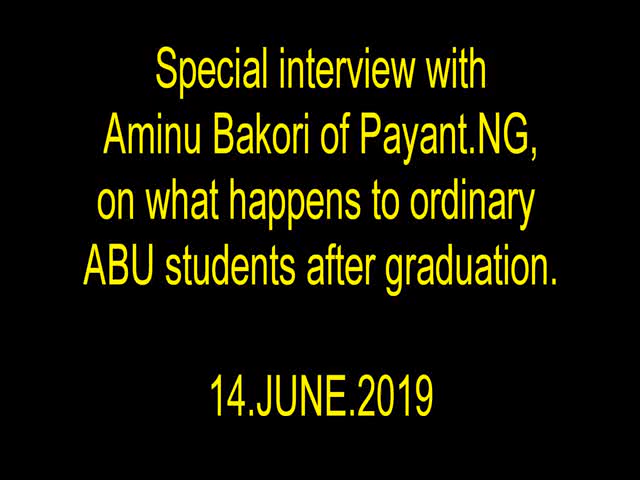 Special interview with
Aminu Bakori of Payant.NG,
on what happens to ordinary
ABU students after graduation.
14.JUNE.2019